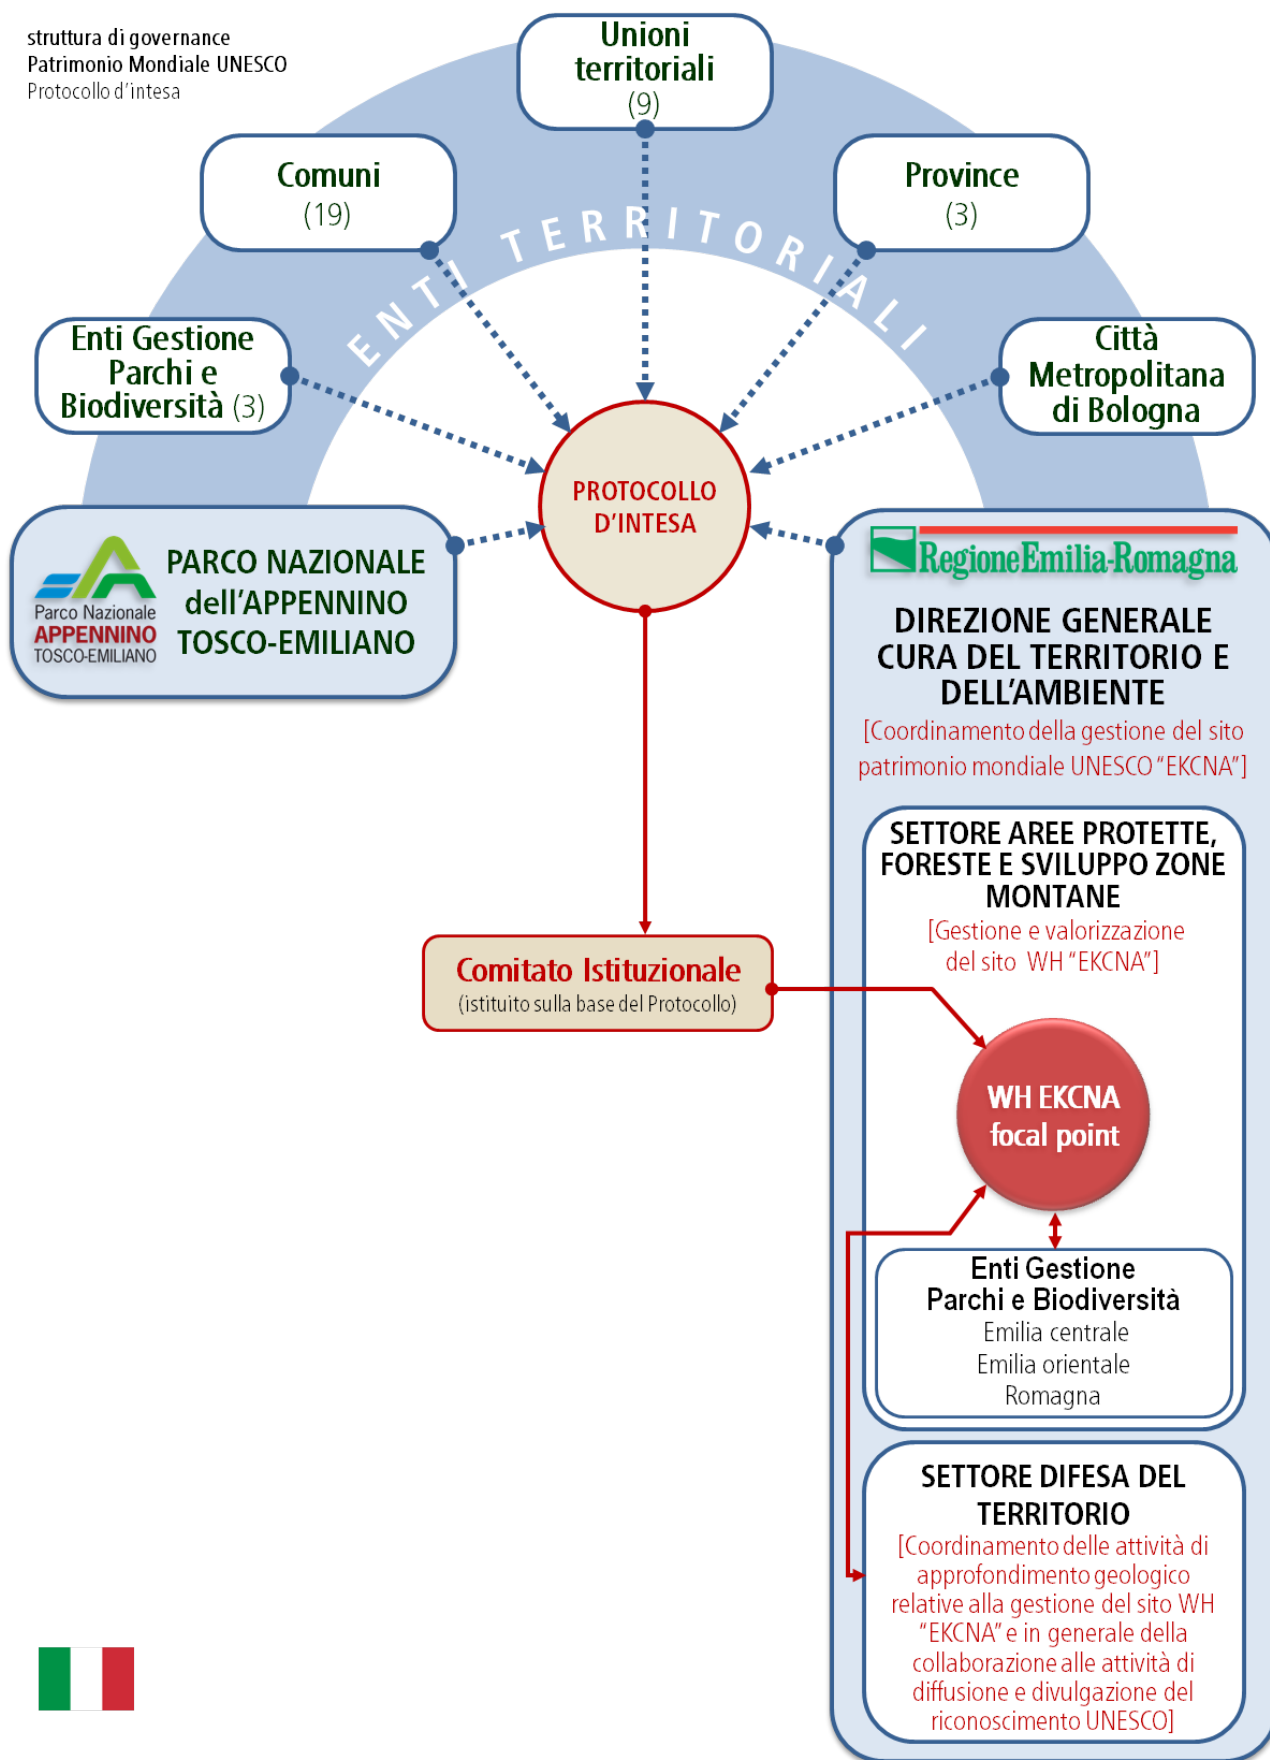 struttura di governance
Patrimonio Mondiale UNESCO
Protocollo d'intesa
Unioni
territoriali
(9)
Comuni
(19)
Province
(3)
ENTI TERRITORIALI
Enti Gestione
Parchi e
Biodiversità (3)
Città
Metropolitana
di Bologna
PROTOCOLLO
D'INTESA
Parco Nazionale
APPENNINO
TOSCO-EMILIANO
PARCO NAZIONALE
dell'APPENNINO
TOSCO-EMILIANO
RegioneEmilia-Romagna
DIREZIONE GENERALE
CURA DEL TERRITORIO E
DELL'AMBIENTE
[Coordinamento della gestione del sito
patrimonio mondiale UNESCO "EKCNA"]
SETTORE AREE PROTETTE,
FORESTE E SVILUPPO ZONE
MONTANE
[Gestione e valorizzazione
del sito WH "EKCNA"]
Comitato Istituzionale
(istituito sulla base del Protocollo)
WH EKCNA
focal point
Enti Gestione
Parchi e Biodiversità
Emilia centrale
Emilia orientale
Romagna
SETTORE DIFESA DEL
TERRITORIO
[Coordinamento delle attività di
approfondimento geologico
relative alla gestione del sito WH
"EKCNA" e in generale della
collaborazione alle attività di
diffusione e divulgazione del
riconoscimento UNESCO]